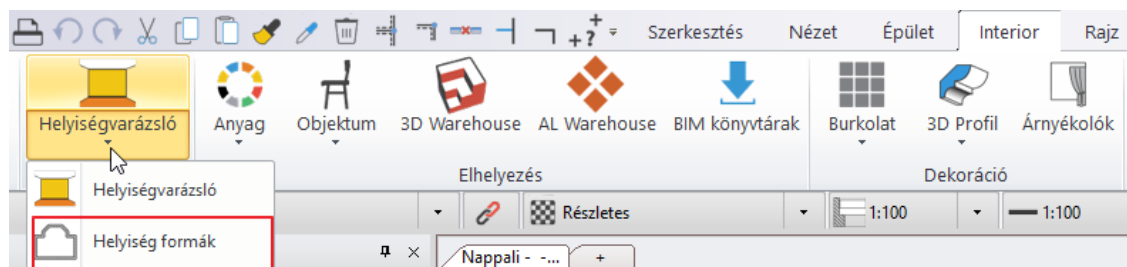 Szerkesztés Nézet Épület Interior Rajz
Helyiségvarázsló Anyag Objektum 3D Warehouse AL Warehouse BIM könyvtárak Burkolat 3D Profil Árnyékolók
Elhelyezés Dekoráció
Helyiségvarázsló
Részletes 1:100 1:100
Helyiség formák
Nappali - -... +